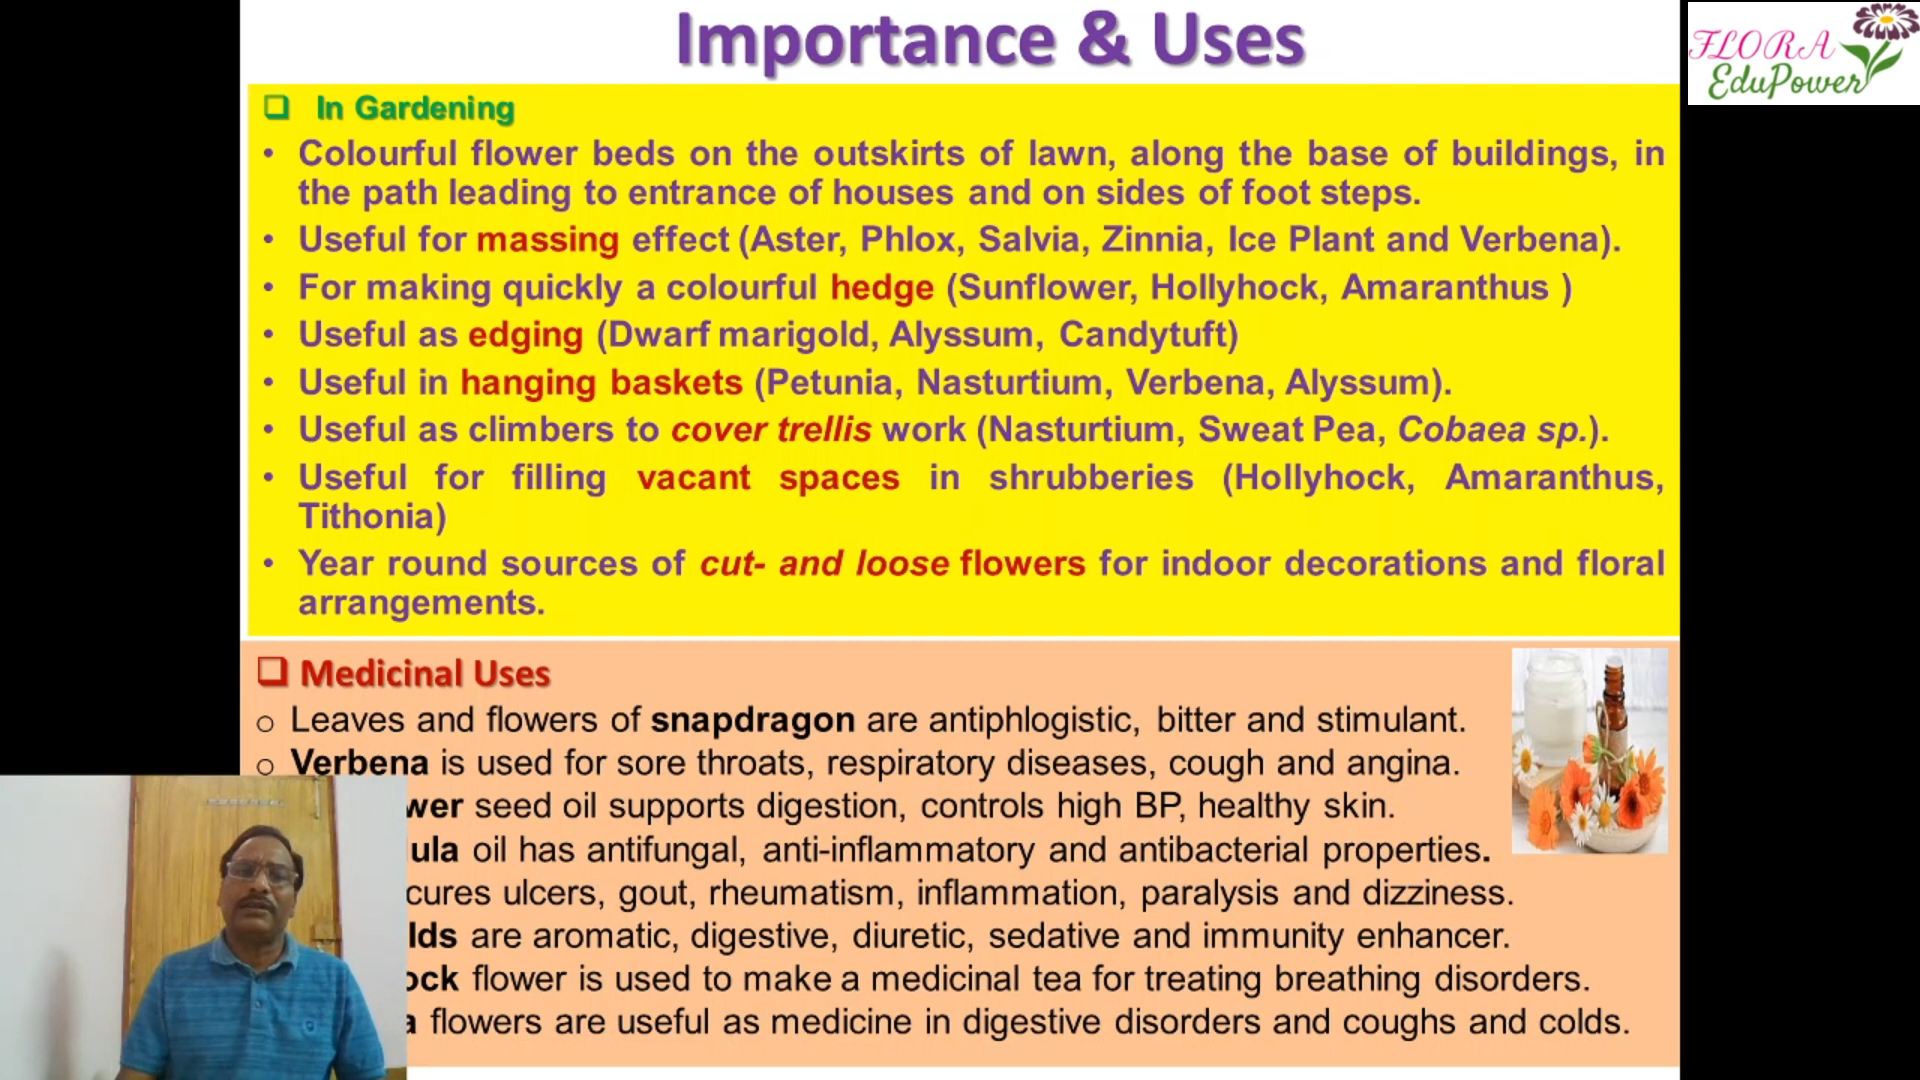 Importance & Uses
FLORA
EduPower
❑ In Gardening
• Colourful flower beds on the outskirts of lawn, along the base of buildings, in
the path leading to entrance of houses and on sides of foot steps.
• Useful for massing effect (Aster, Phlox, Salvia, Zinnia, Ice Plant and Verbena).
• For making quickly a colourful hedge (Sunflower, Hollyhock, Amaranthus )
• Useful as edging (Dwarf marigold, Alyssum, Candytuft)
• Useful in hanging baskets (Petunia, Nasturtium, Verbena, Alyssum).
• Useful as climbers to cover trellis work (Nasturtium, Sweat Pea, Cobaea sp.).
• Useful for filling vacant spaces in shrubberies (Hollyhock, Amaranthus,
Tithonia)
• Year round sources of cut- and loose flowers for indoor decorations and floral
arrangements.
❑ Medicinal Uses
o Leaves and flowers of snapdragon are antiphlogistic, bitter and stimulant.
o Verbena is used for sore throats, respiratory diseases, cough and angina.
wer seed oil supports digestion, controls high BP, healthy skin.
ula oil has antifungal, anti-inflammatory and antibacterial properties.
cures ulcers, gout, rheumatism, inflammation, paralysis and dizziness.
lds are aromatic, digestive, diuretic, sedative and immunity enhancer.
ock flower is used to make a medicinal tea for treating breathing disorders.
a flowers are useful as medicine in digestive disorders and coughs and colds.